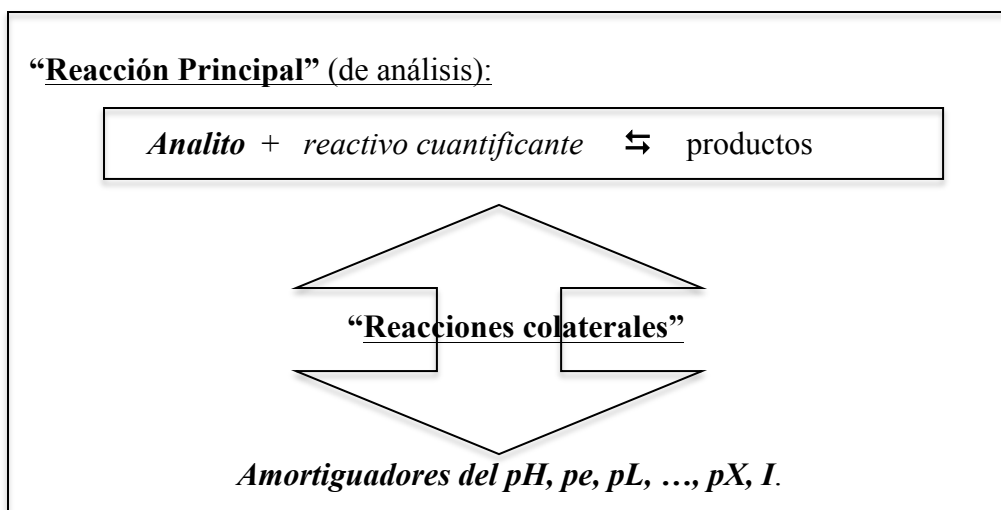 “Reacción Principal” (de análisis):
Analito + reactivo cuantificante ⇆ productos
“Reacciones colaterales”
Amortiguadores del pH, pe, pL, …, pX, I.